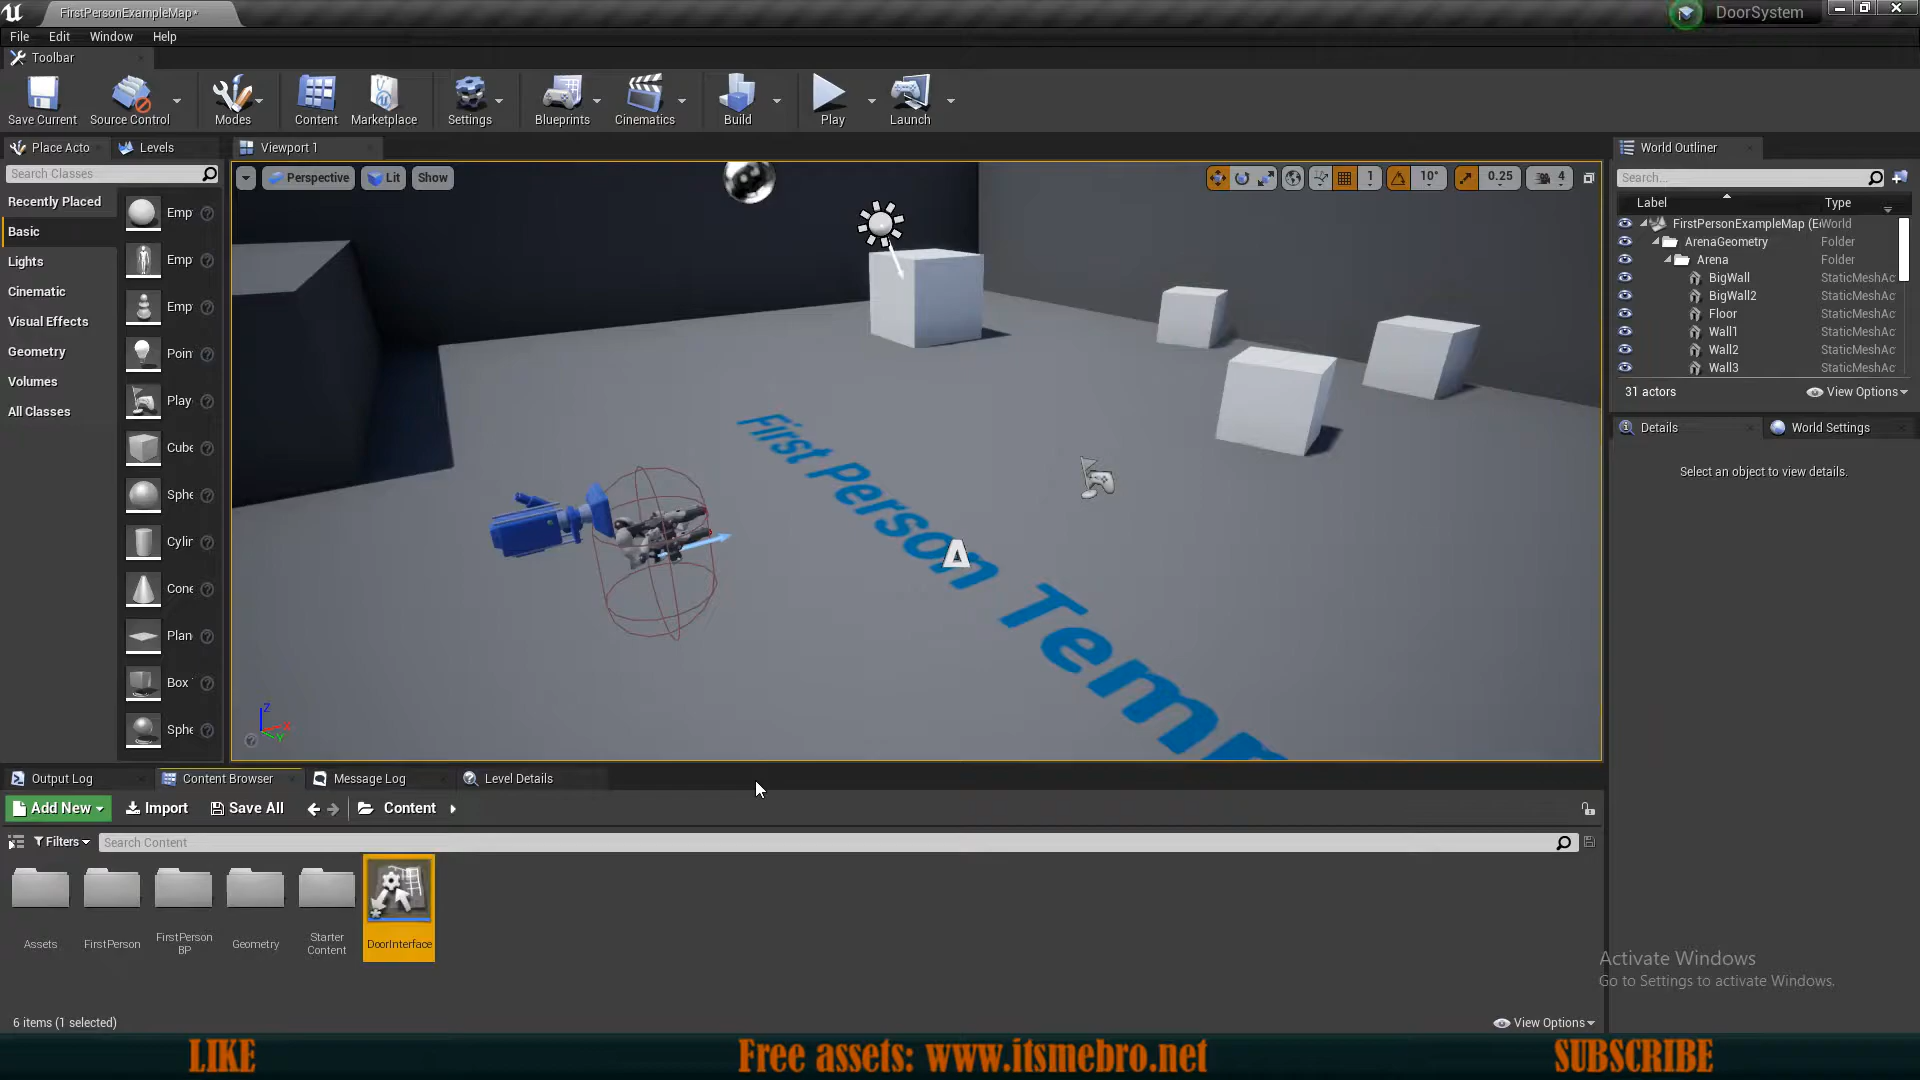 FirstPersonExampleMap*
DoorSystem
File Edit Window Help
Toolbar
Save Current Source Control Modes Content Marketplace Settings Blueprints Cinematics Build Play Launch
Place Acto Levels Viewport 1 World Outliner
Search Classes Perspective Lit Show 1 10° 0.25 4 Search...
Recently Placed
Basic
Lights
Cinematic
Visual Effects
Geometry
Volumes
All Classes
Emp
Emp
Emp
Poin
Play
Cube
Sphe
Cylin
Cone
Plan
Box
Sphe
First Person Temp
Z X Y
Label Type
FirstPersonExampleMap (E World
ArenaGeometry Folder
Arena Folder
BigWall StaticMeshAc
BigWall2 StaticMeshAc
Floor StaticMeshAc
Wall1 StaticMeshAc
Wall2 StaticMeshAc
Wall3 StaticMeshAc
31 actors View Options
Details World Settings
Select an object to view details.
Output Log Content Browser Message Log Level Details
Add New Import Save All Content
Filters Search Content
Assets
FirstPerson
FirstPerson
BP
Geometry
Starter
Content
DoorInterface
6 items (1 selected) View Options
Activate Windows
Go to Settings to activate Windows.
LIKE Free assets: www.itsmebro.net SUBSCRIBE